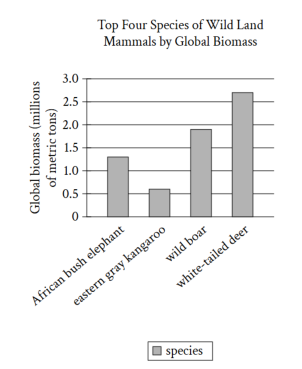 Top Four Species of Wild Land
Mammals by Global Biomass
Global biomass (millions
of metric tons)
3.0
2.5
2.0
1.5
1.0
0.5
0
African bush elephant
eastern gray kangaroo
wild boar
white-tailed deer
species